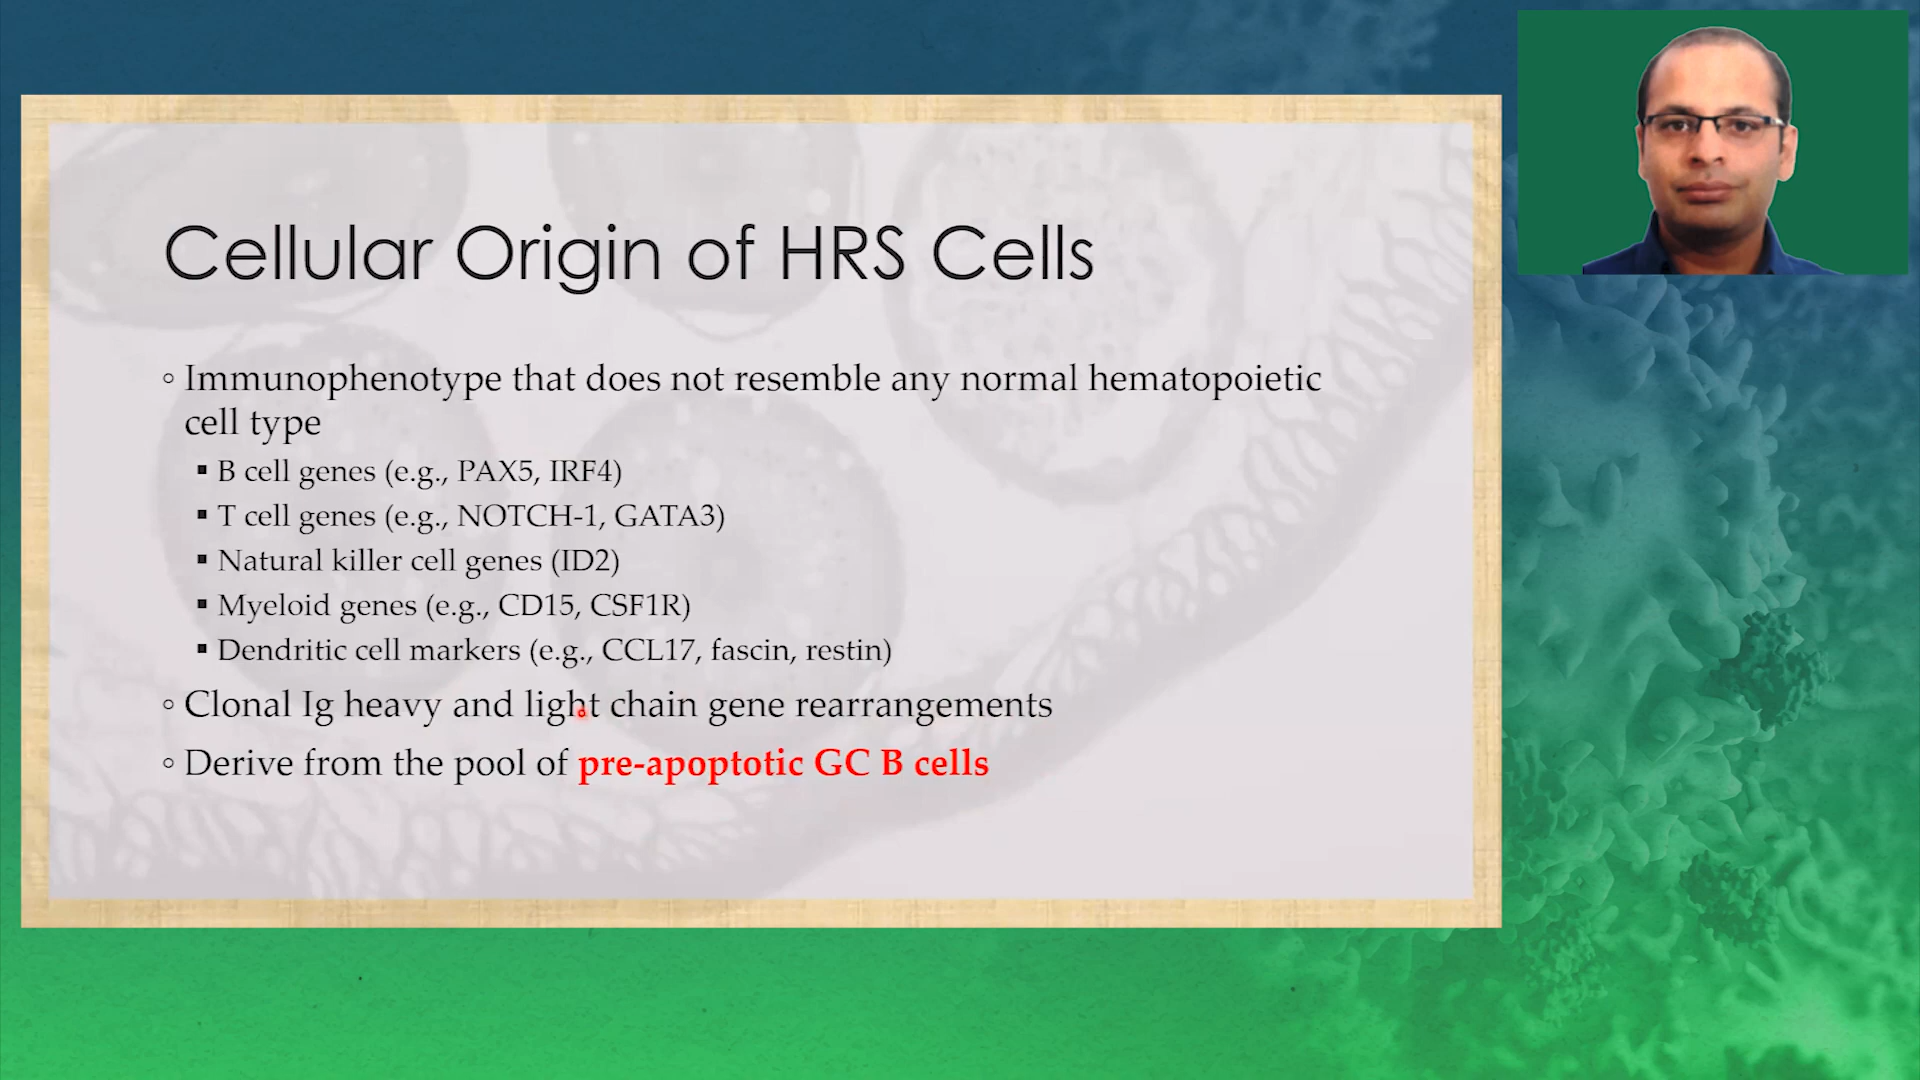 Cellular Origin of HRS Cells
◦ Immunophenotype that does not resemble any normal hematopoietic
cell type
▪ B cell genes (e.g., PAX5, IRF4)
▪ T cell genes (e.g., NOTCH-1, GATA3)
▪ Natural killer cell genes (ID2)
▪ Myeloid genes (e.g., CD15, CSF1R)
▪ Dendritic cell markers (e.g., CCL17, fascin, restin)
◦ Clonal Ig heavy and light chain gene rearrangements
◦ Derive from the pool of pre-apoptotic GC B cells